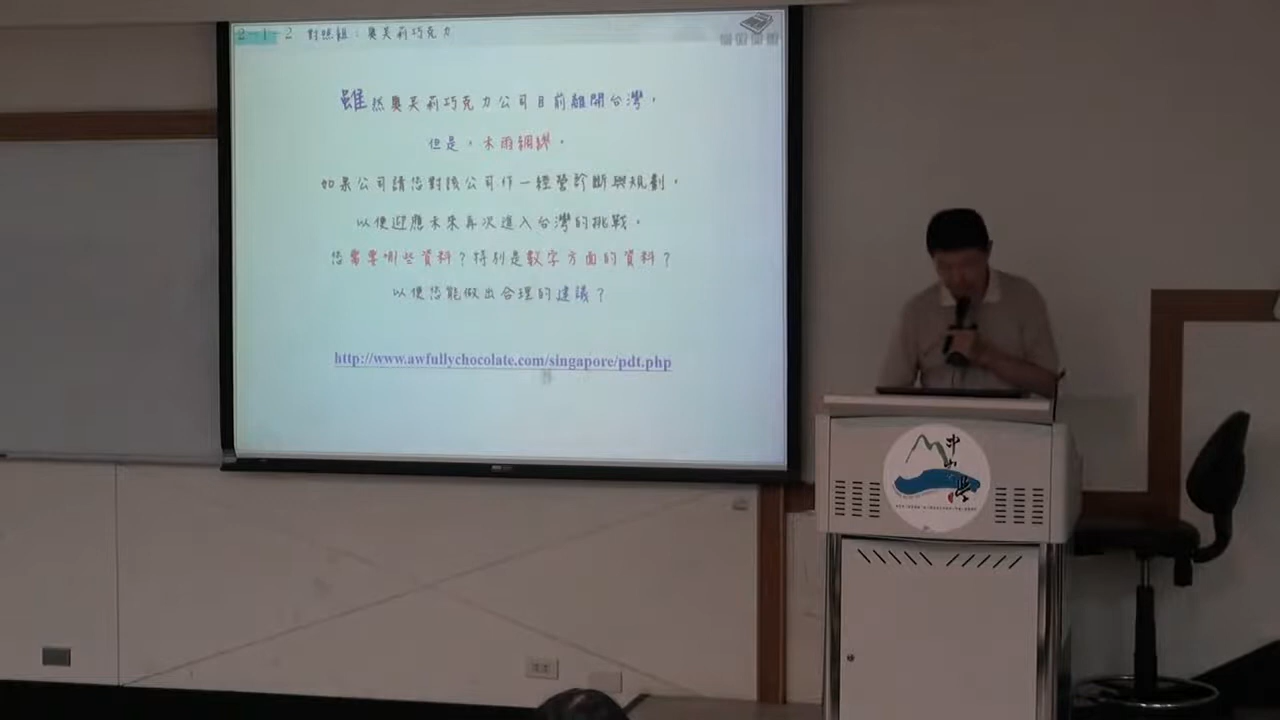 2-1-2 對照組：奧芙莉巧克力
雖然奧芙莉巧克力公司目前離開台灣，
但是，未雨綢繆，
如果公司請您對該公司作一經營診斷與規劃，
以便迎應未來再次進入台灣的挑戰，
您需要哪些資料？特別是數字方面的資料？
以便您能做出合理的建議？
http://www.awfullychocolate.com/singapore/pdt.php
中山